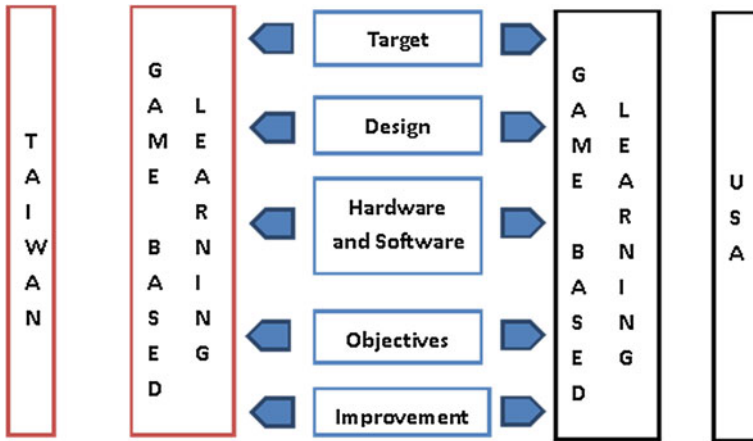 TAIWAN
GAME BASED
LEARNING
Target
Design
Hardware
and Software
Objectives
Improvement
GAME BASED
LEARNING
USA